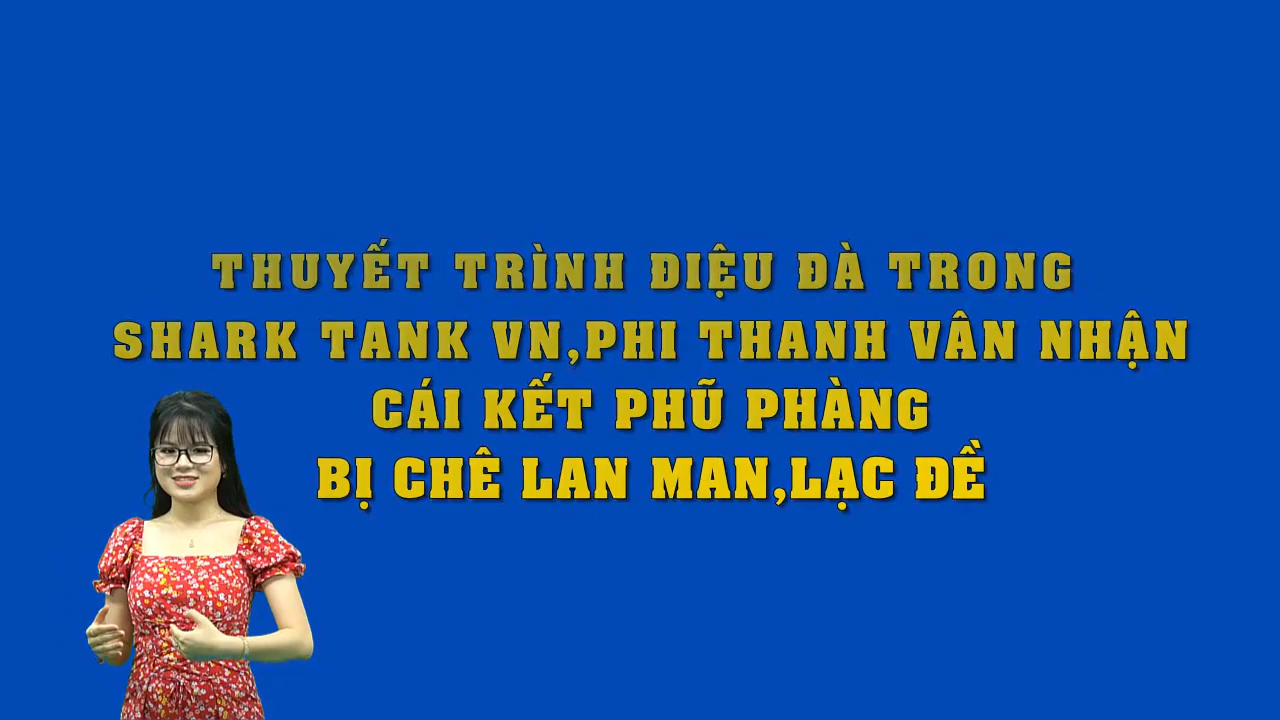 THUYẾT TRÌNH ĐIỆU ĐÀ TRONG
SHARK TANK VN,PHI THANH VÂN NHẬN
CÁI KẾT PHŨ PHÀNG
BỊ CHÊ LAN MAN,LẠC ĐỀ